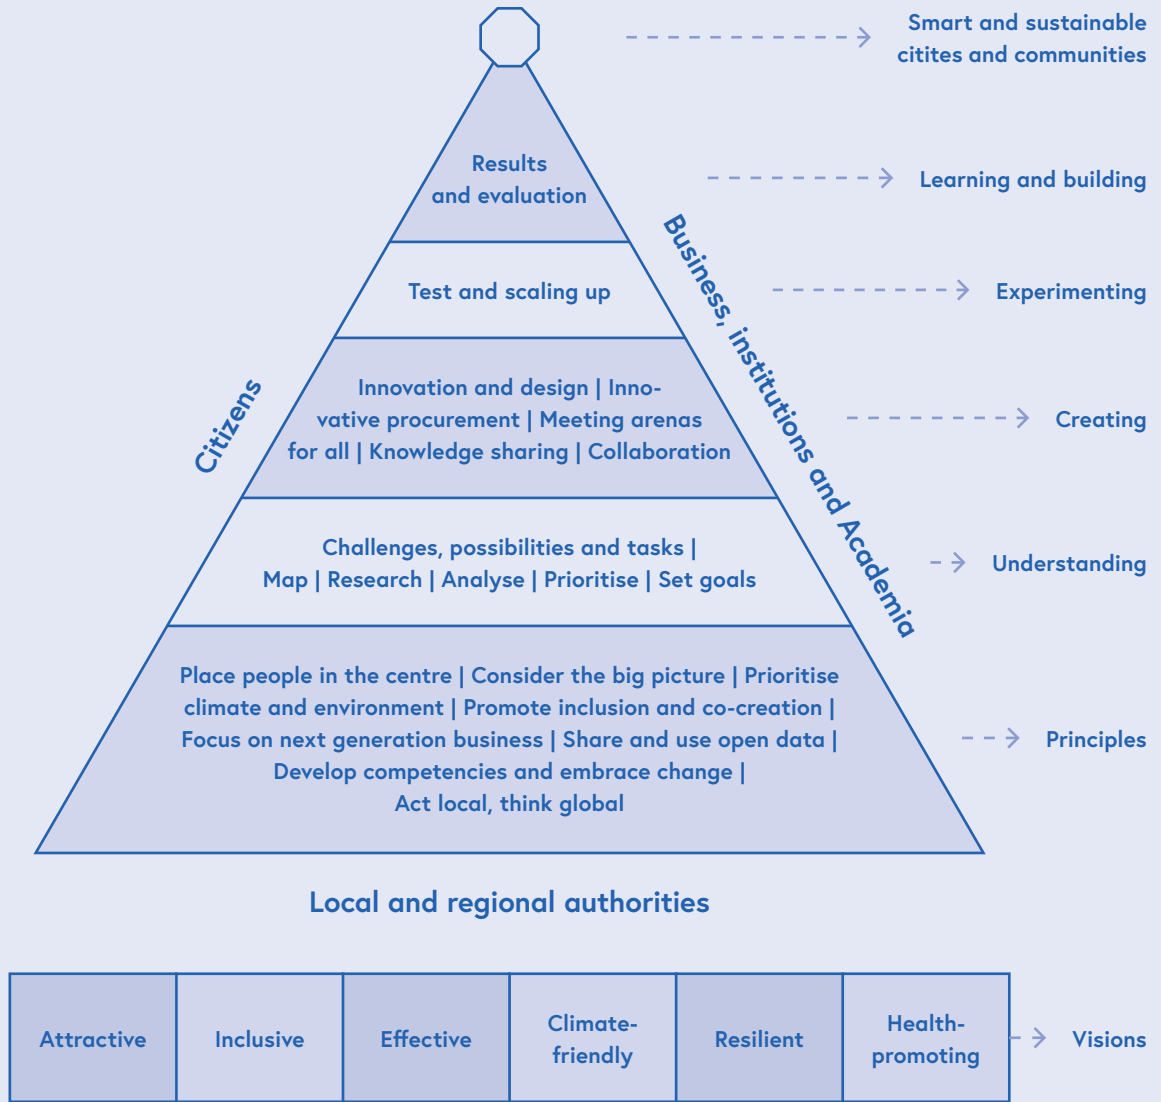 Smart and sustainable
citites and communities
Results
and evaluation
Learning and building
Test and scaling up
Experimenting
Business, institutions and Academia
Citizens
Innovation and design | Inno-
vative procurement | Meeting arenas
for all | Knowledge sharing | Collaboration
Creating
Challenges, possibilities and tasks |
Map | Research | Analyse | Prioritise | Set goals
Understanding
Place people in the centre | Consider the big picture | Prioritise
climate and environment | Promote inclusion and co-creation |
Focus on next generation business | Share and use open data |
Develop competencies and embrace change |
Act local, think global
Principles
Local and regional authorities
Attractive
Inclusive
Effective
Climate-
friendly
Resilient
Health-
promoting
Visions